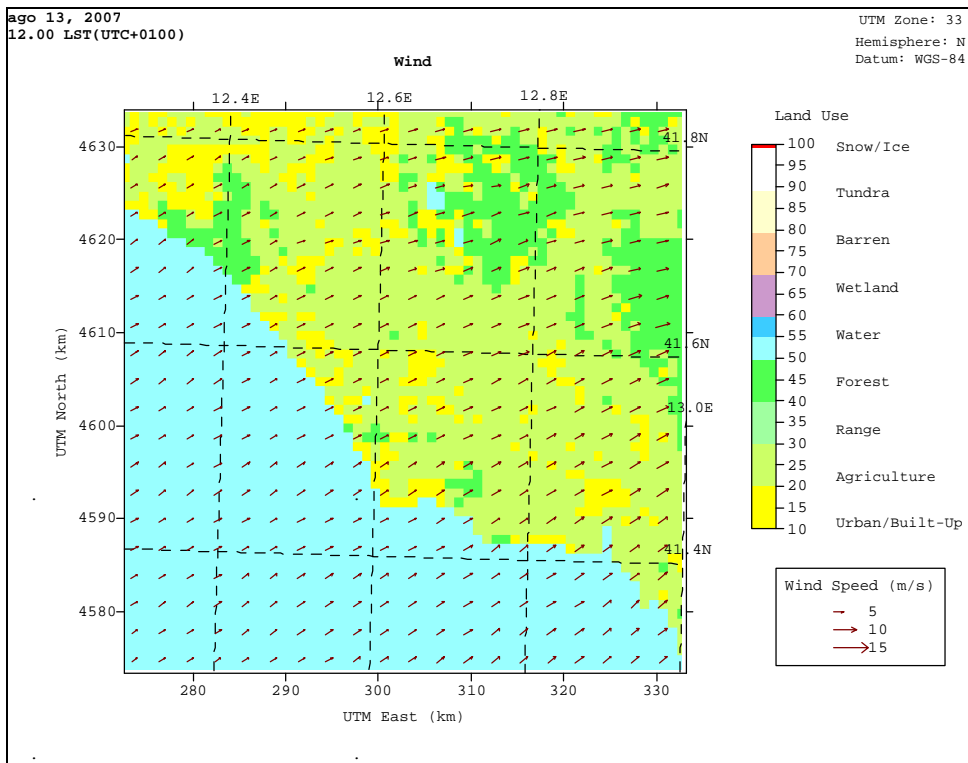 ago 13, 2007
12.00 LST(UTC+0100)
UTM Zone: 33
Hemisphere: N
Datum: WGS-84
Wind
12.4E 12.6E 12.8E
41.8N
41.6N
13.0E
41.4N
4630
4620
4610
4600
4590
4580
UTM North (km)
280 290 300 310 320 330
UTM East (km)
Land Use
100 Snow/Ice
95
90
85 Tundra
80
75 Barren
70
65 Wetland
60
55 Water
50
45 Forest
40
35 Range
30
25 Agriculture
20
15 Urban/Built-Up
10
Wind Speed (m/s)
5
10
15